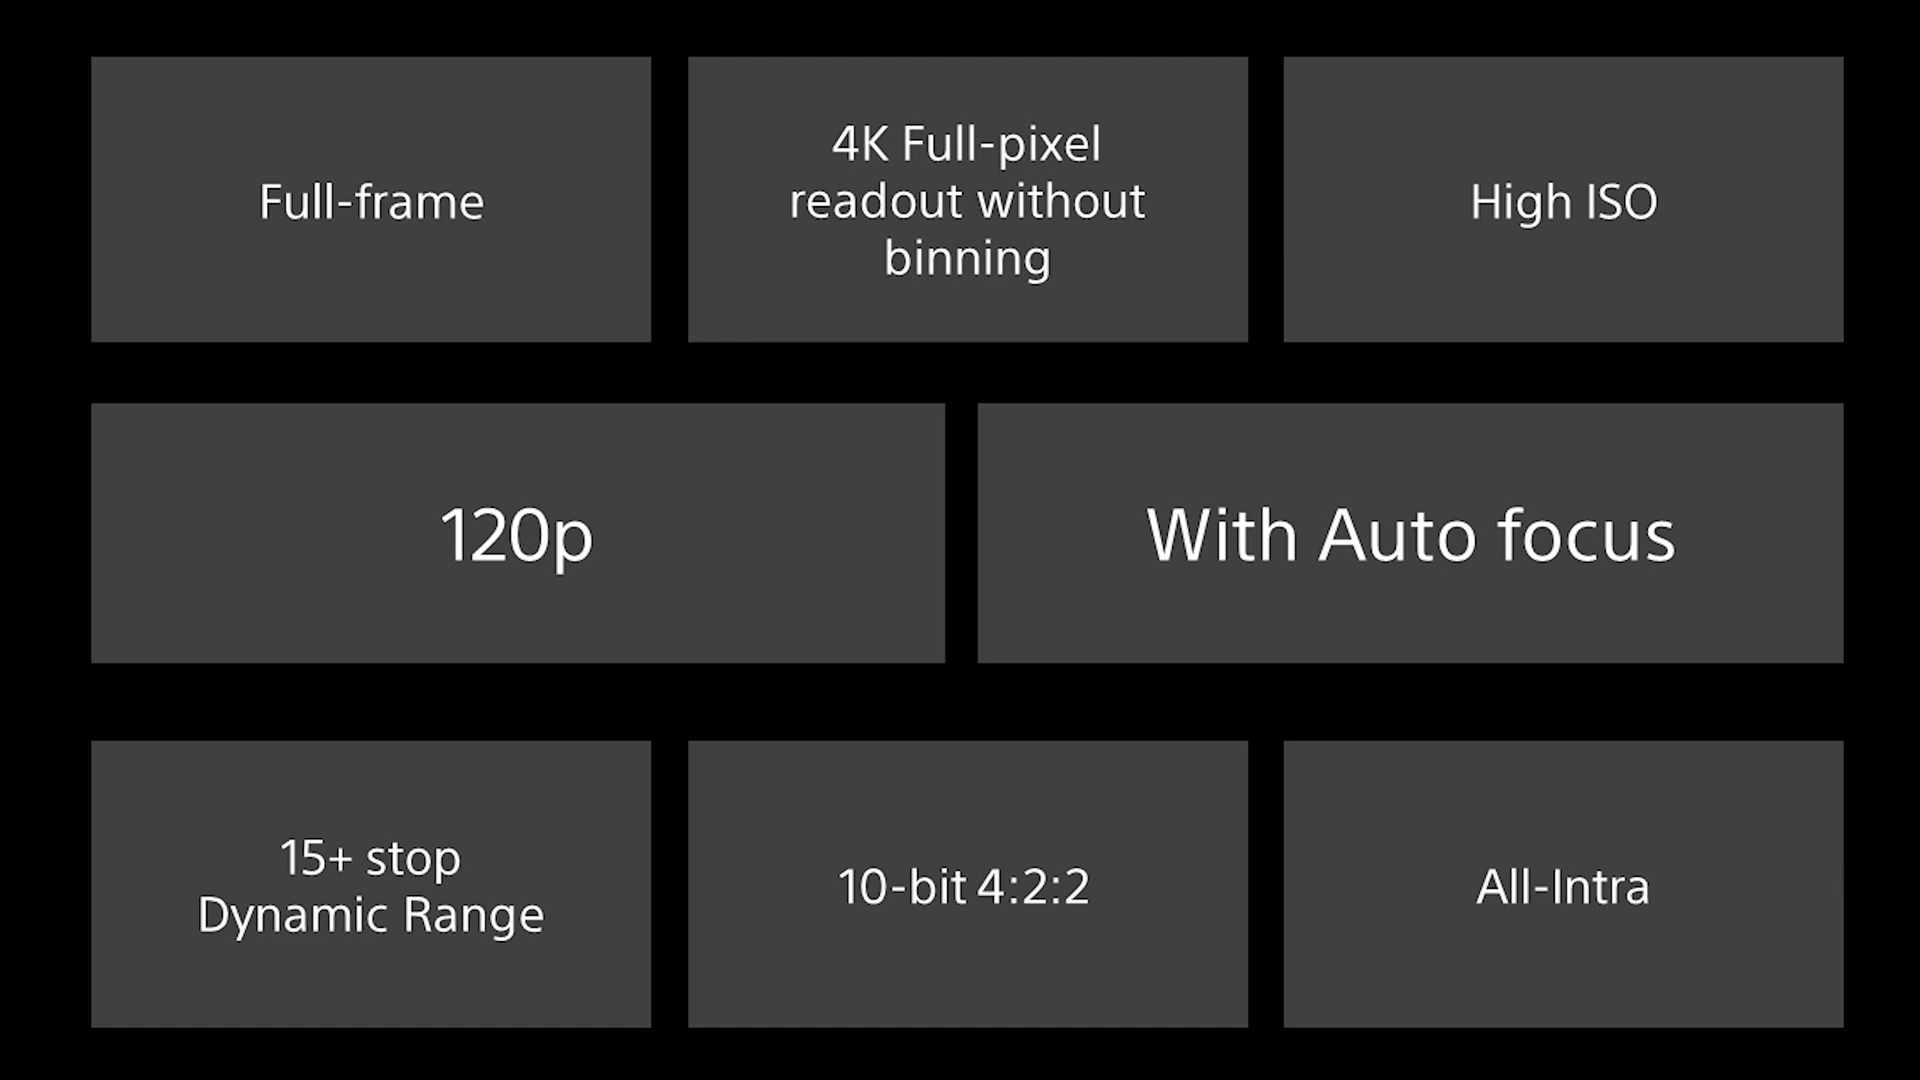 Full-frame
4K Full-pixel
readout without
binning
High ISO
120p
With Auto focus
15+ stop
Dynamic Range
10-bit 4:2:2
All-Intra